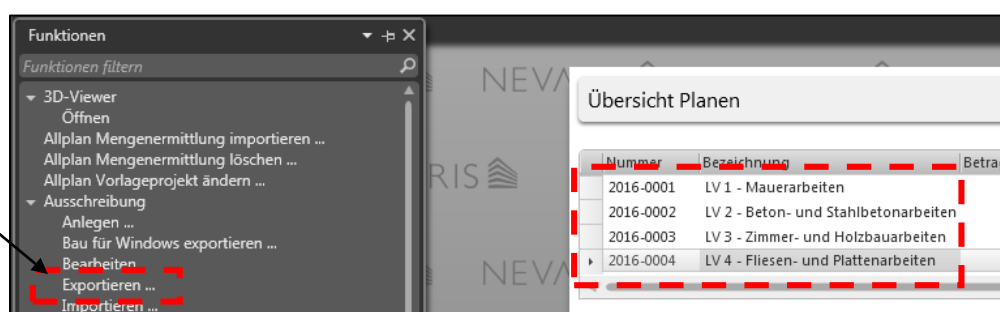 Funktionen
Funktionen filtern
3D-Viewer
Öffnen
Allplan Mengenermittlung importieren ...
Allplan Mengenermittlung löschen ...
Allplan Vorlageprojekt ändern ...
Ausschreibung
Anlegen ...
Bau für Windows exportieren ...
Bearbeiten
Exportieren ...
Importieren ...
NEVA
RIS
NEVA
Übersicht Planen
Nummer Bezeichnung Betra
2016-0001 LV 1 - Mauerarbeiten
2016-0002 LV 2 - Beton- und Stahlbetonarbeiten
2016-0003 LV 3 - Zimmer- und Holzbauarbeiten
2016-0004 LV 4 - Fliesen- und Plattenarbeiten